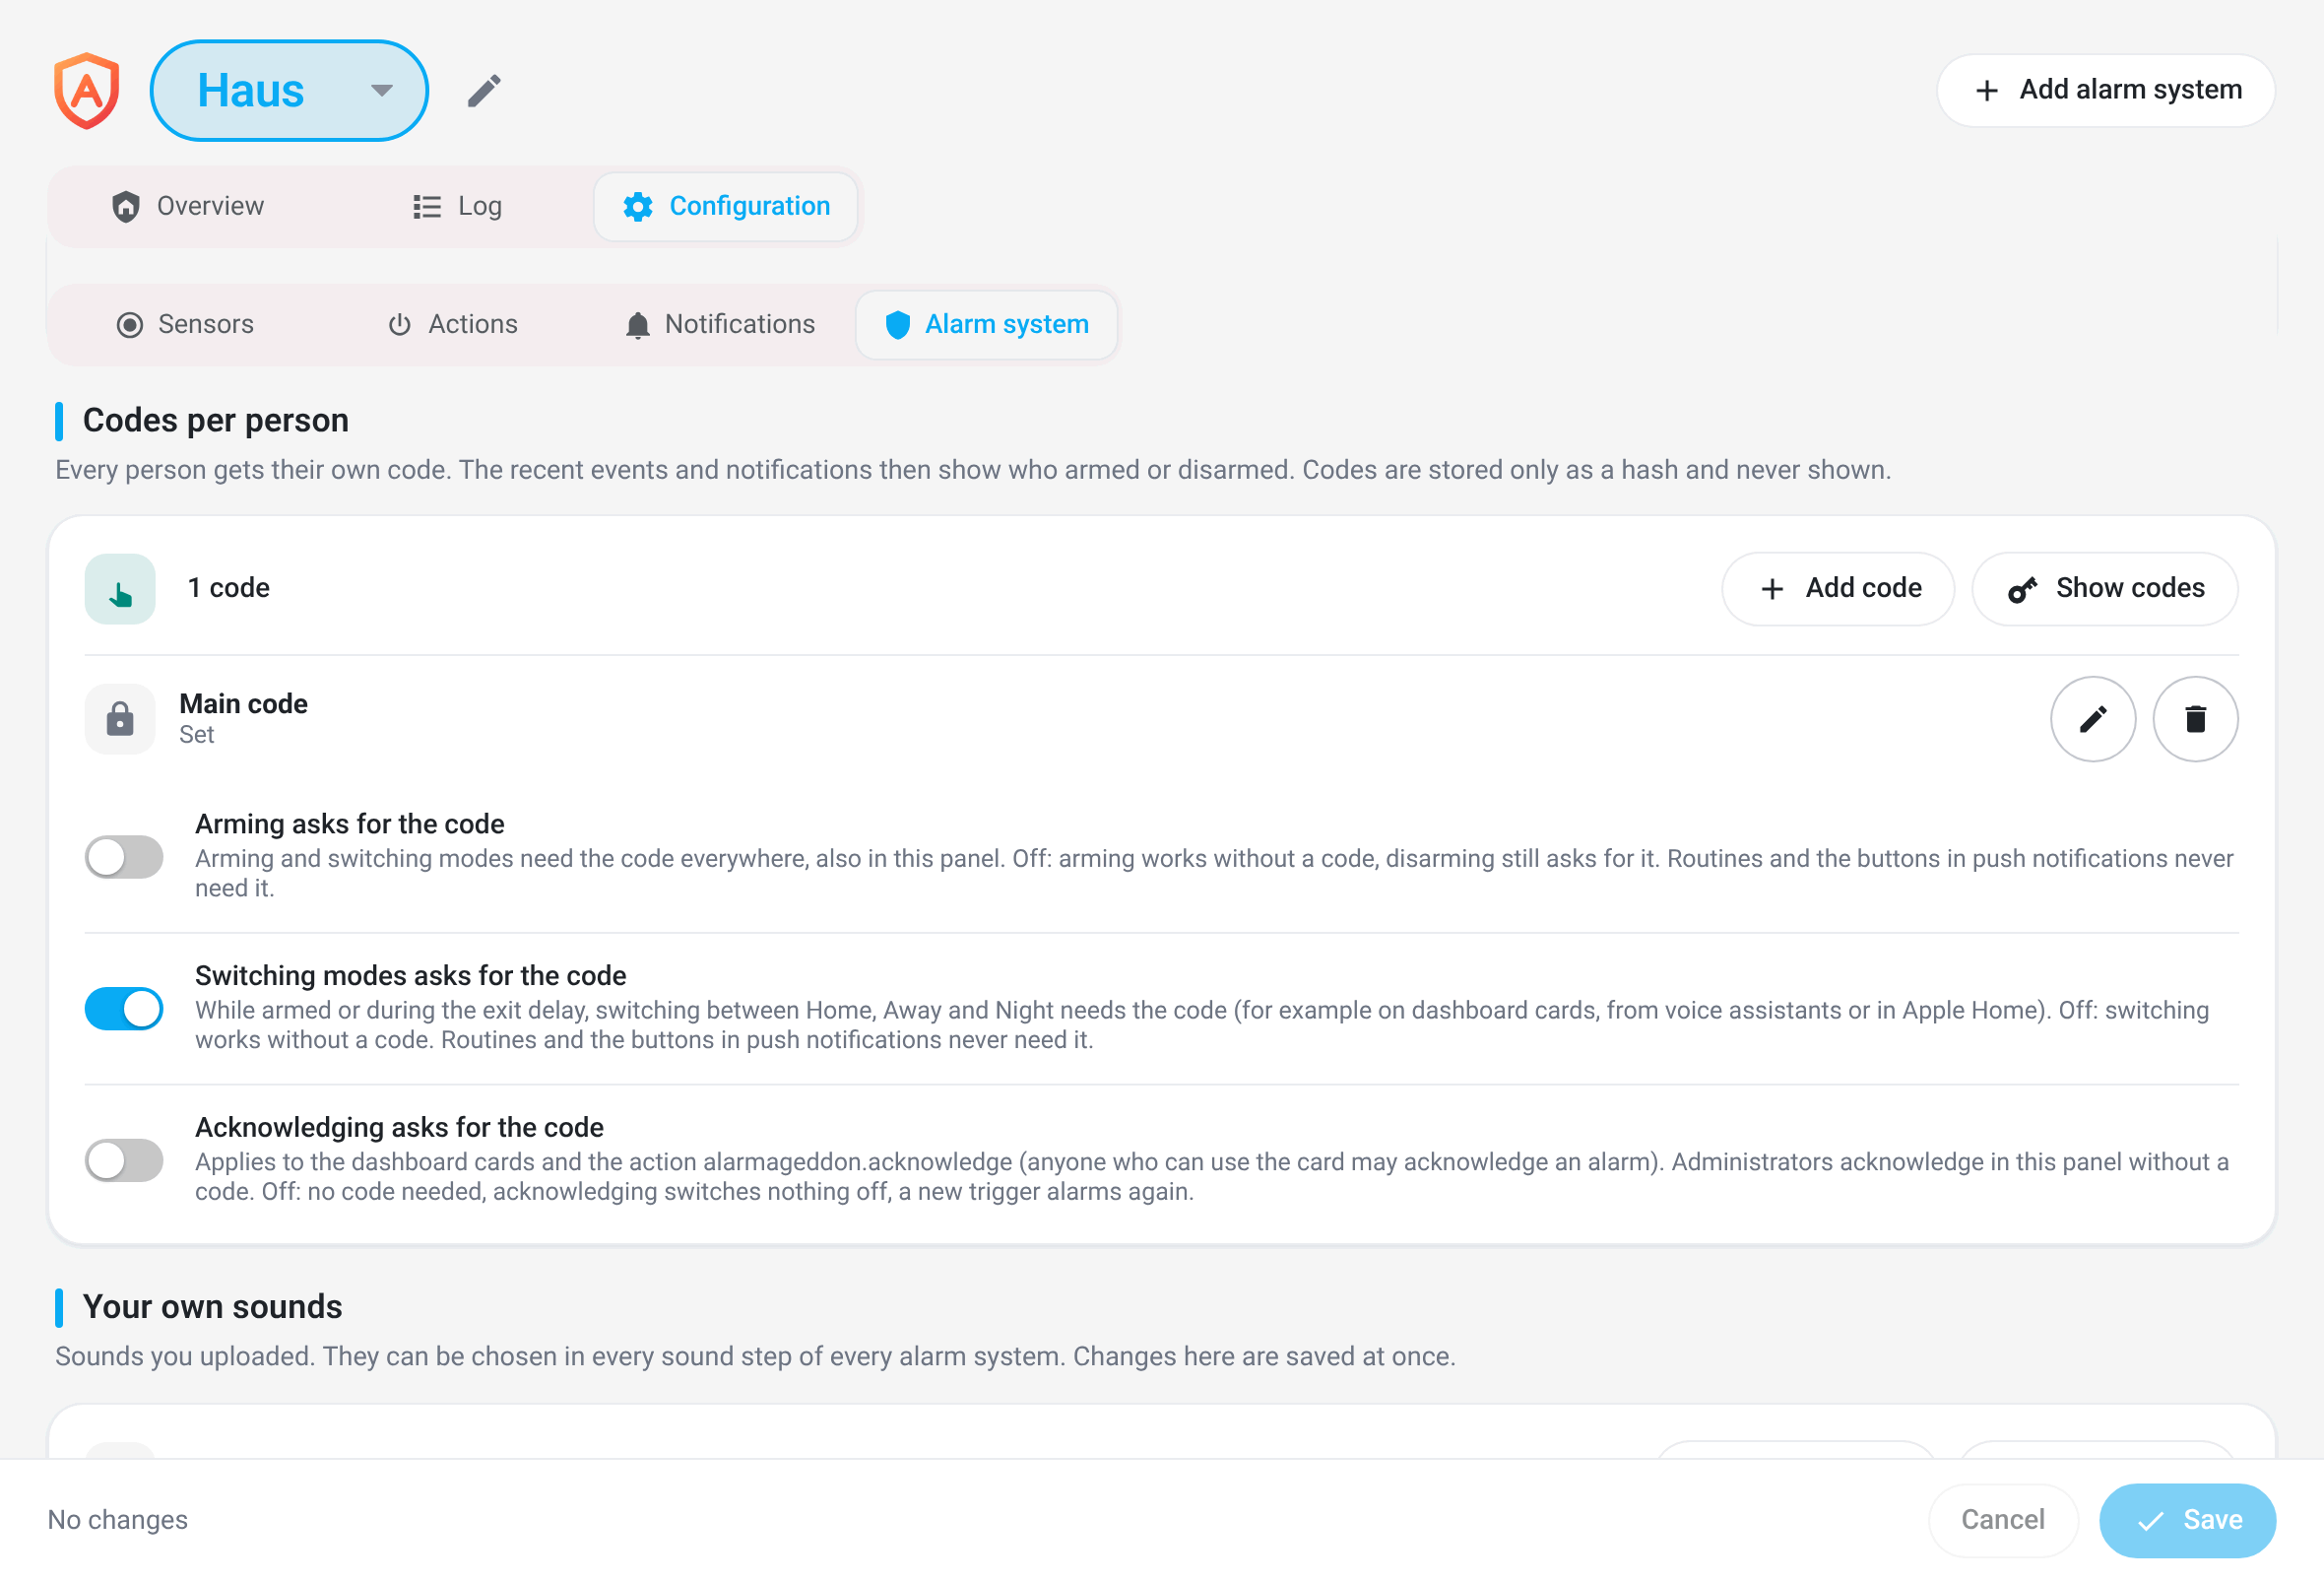 Haus
Add alarm system
Overview
Log
Configuration
Sensors
Actions
Notifications
Alarm system
Codes per person
Every person gets their own code. The recent events and notifications then show who armed or disarmed. Codes are stored only as a hash and never shown.
1 code
Add code
Show codes
Main code
Set
Arming asks for the code
Arming and switching modes need the code everywhere, also in this panel. Off: arming works without a code, disarming still asks for it. Routines and the buttons in push notifications never
need it.
Switching modes asks for the code
While armed or during the exit delay, switching between Home, Away and Night needs the code (for example on dashboard cards, from voice assistants or in Apple Home). Off: switching
works without a code. Routines and the buttons in push notifications never need it.
Acknowledging asks for the code
Applies to the dashboard cards and the action alarmageddon.acknowledge (anyone who can use the card may acknowledge an alarm). Administrators acknowledge in this panel without a
code. Off: no code needed, acknowledging switches nothing off, a new trigger alarms again.
Your own sounds
Sounds you uploaded. They can be chosen in every sound step of every alarm system. Changes here are saved at once.
No changes
Cancel
Save